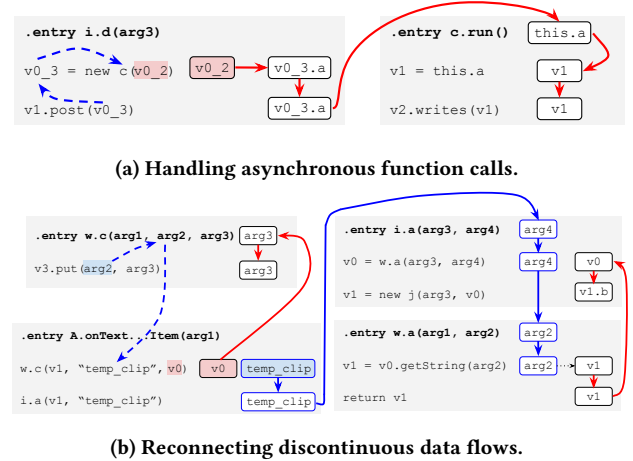 .entry i.d(arg3)
v0_3 = new c(v0_2)
v1.post(v0_3)
v0_2
v0_3.a
v0_3.a
.entry c.run()
this.a
v1 = this.a
v1
v2.writes(v1)
v1
(a) Handling asynchronous function calls.
.entry w.c(arg1, arg2, arg3)
arg3
v3.put(arg2, arg3)
arg3
.entry A.onText...Item(arg1)
w.c(v1, “temp_clip”, v0)
v0
temp_clip
i.a(v1, “temp_clip”)
temp_clip
.entry i.a(arg3, arg4)
arg4
v0 = w.a(arg3, arg4)
arg4
v0
v1 = new j(arg3, v0)
v1.b
.entry w.a(arg1, arg2)
arg2
v1 = v0.getString(arg2)
arg2
v1
return v1
v1
(b) Reconnecting discontinuous data flows.